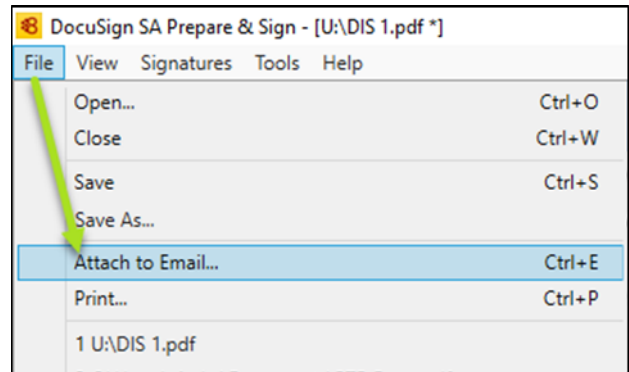 DocuSign SA Prepare & Sign - [U:\DIS 1.pdf *]
File View Signatures Tools Help
Open... Ctrl+O
Close Ctrl+W
Save Ctrl+S
Save As...
Attach to Email... Ctrl+E
Print... Ctrl+P
1 U:\DIS 1.pdf